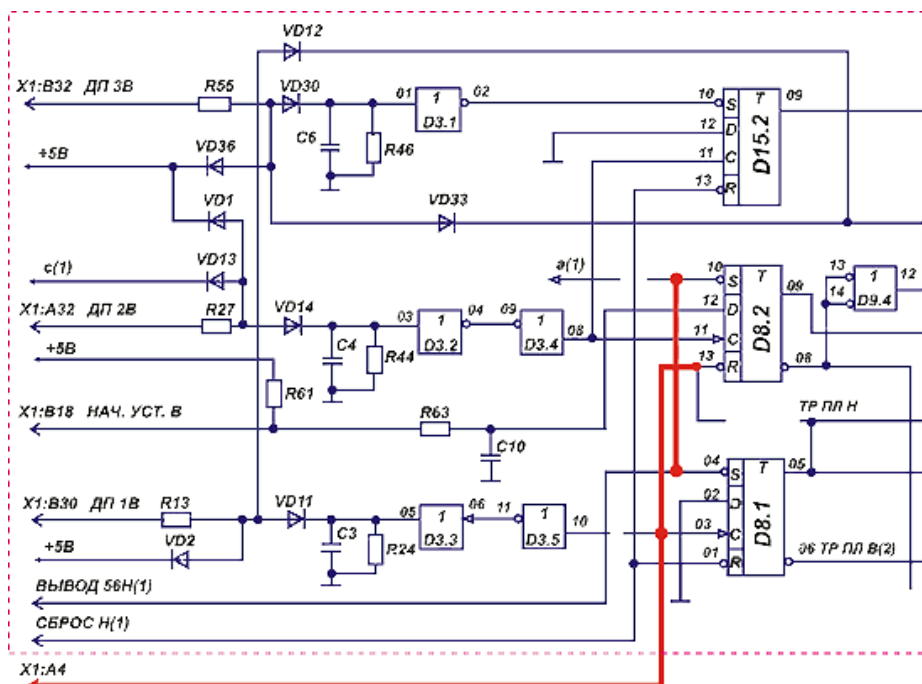 VD12
X1:B32 ДП 3В
R55
VD30
01
1
D3.1
02
10
S
T
09
12
D
11
C
13
R
D15.2
C6
R46
+5В
VD36
VD1
VD33
c(1)
VD13
д(1)
X1:A32 ДП 2В
R27
VD14
03
1
D3.2
04
09
1
D3.4
08
10
S
T
09
12
D
11
C
13
R
08
D8.2
13
14
1
D9.4
12
C4
R44
+5В
R61
X1:B18 НАЧ. УСТ. В
R63
C10
ТР ПЛ Н
X1:B30 ДП 1В
R13
VD11
05
1
D3.3
06
11
1
D3.5
10
04
S
T
05
02
D
03
C
01
R
D8.1
C3
R24
+5В
VD2
06 ТР ПЛ В(2)
ВЫВОД 56Н(1)
СБРОС Н(1)
X1:A4